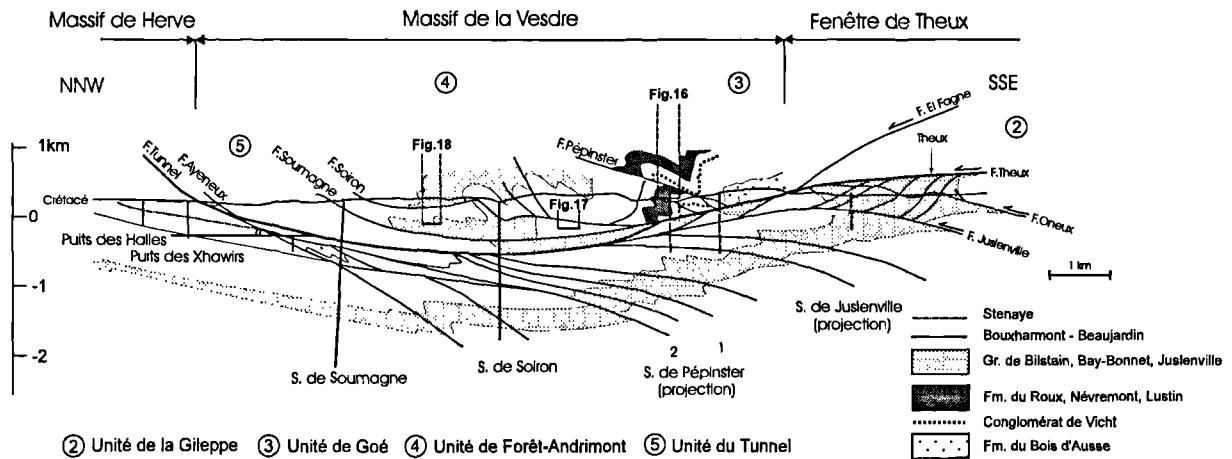 Massif de Herve
Massif de la Vesdre
Fenêtre de Theux
NNW
④
③
SSE
Fig.16
F. El Fagne
②
1km
F.Tunnel
F.Ayeneux
⑤
F.Soumagne
F.Soiron
Fig.18
F.Pépinster
Theux
F.Theux
Crétacé
0
Fig.17
Puits des Halles
Puits des Xhawirs
F.Oneux
F. Juslenville
1 km
-1
-2
S. de Soumagne
S. de Soiron
2
1
S. de Pépinster
(projection)
S. de Juslenville
(projection)
Stenaye
Bouxharmont - Beaujardin
Gr. de Bilstain, Bay-Bonnet, Juslenville
Fm. du Roux, Névremont, Lustin
Conglomérat de Vicht
Fm. du Bois d'Ausse
② Unité de la Gileppe ③ Unité de Goé ④ Unité de Forêt-Andrimont ⑤ Unité du Tunnel